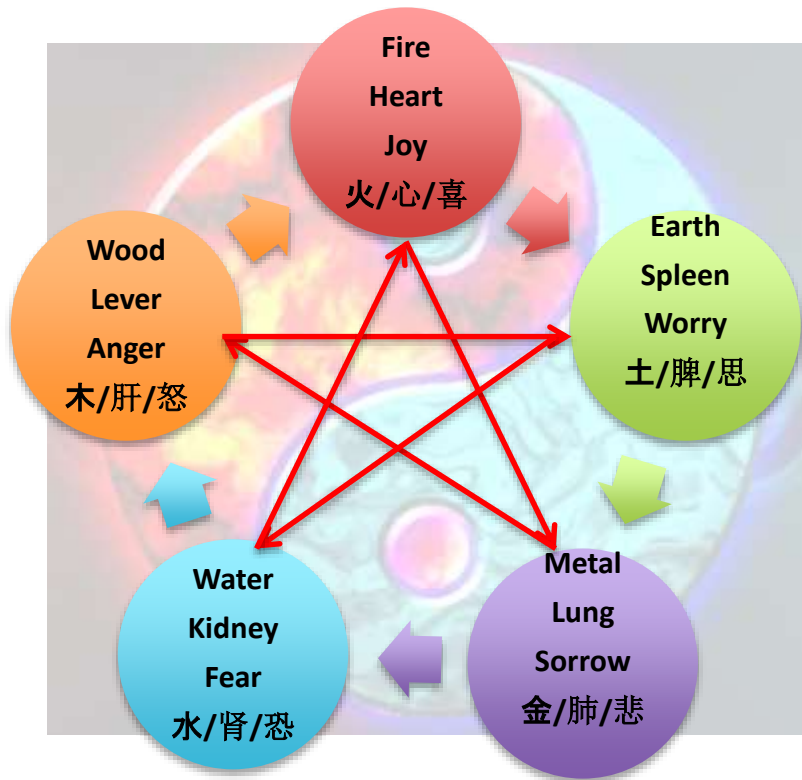 Fire
Heart
Joy
火/心/喜
Earth
Spleen
Worry
土/脾/思
Metal
Lung
Sorrow
金/肺/悲
Water
Kidney
Fear
水/肾/恐
Wood
Lever
Anger
木/肝/怒